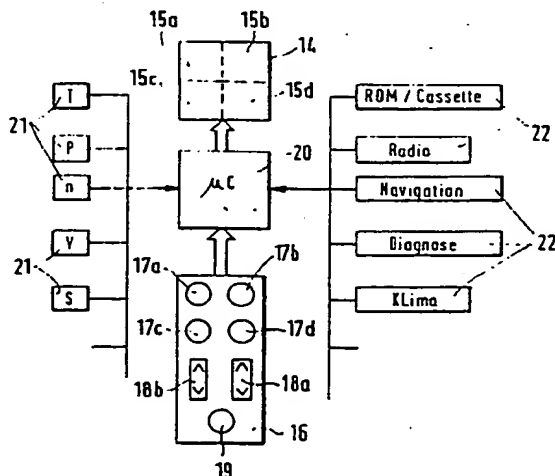 15a 15b
14
15c 15d
T
21
P
n
V
21
S
20
μC
ROM / Cassette
22
Radio
Navigation
22
Diagnose
KLima
17a 17b
17c 17d
18b 18a
16
19